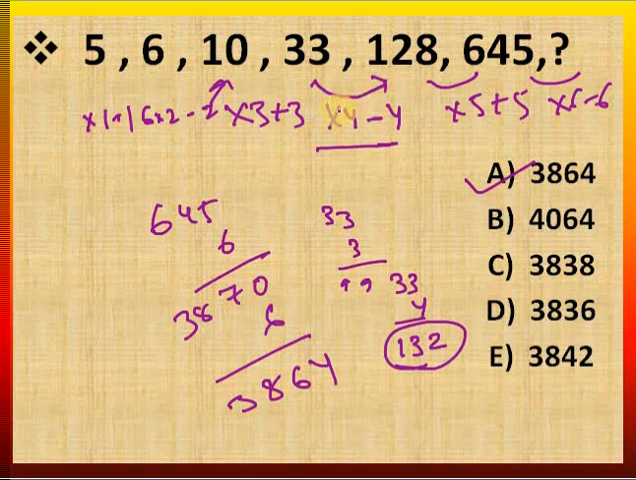 ❖ 5 , 6 , 10 , 33 , 128, 645,?
×1+1 6×2-2 ×3+3 ×4-4 ×5+5 ×6-6
A) 3864
B) 4064
C) 3838
D) 3836
E) 3842
645
6
3870
6
3864
33
3
99
33
4
132